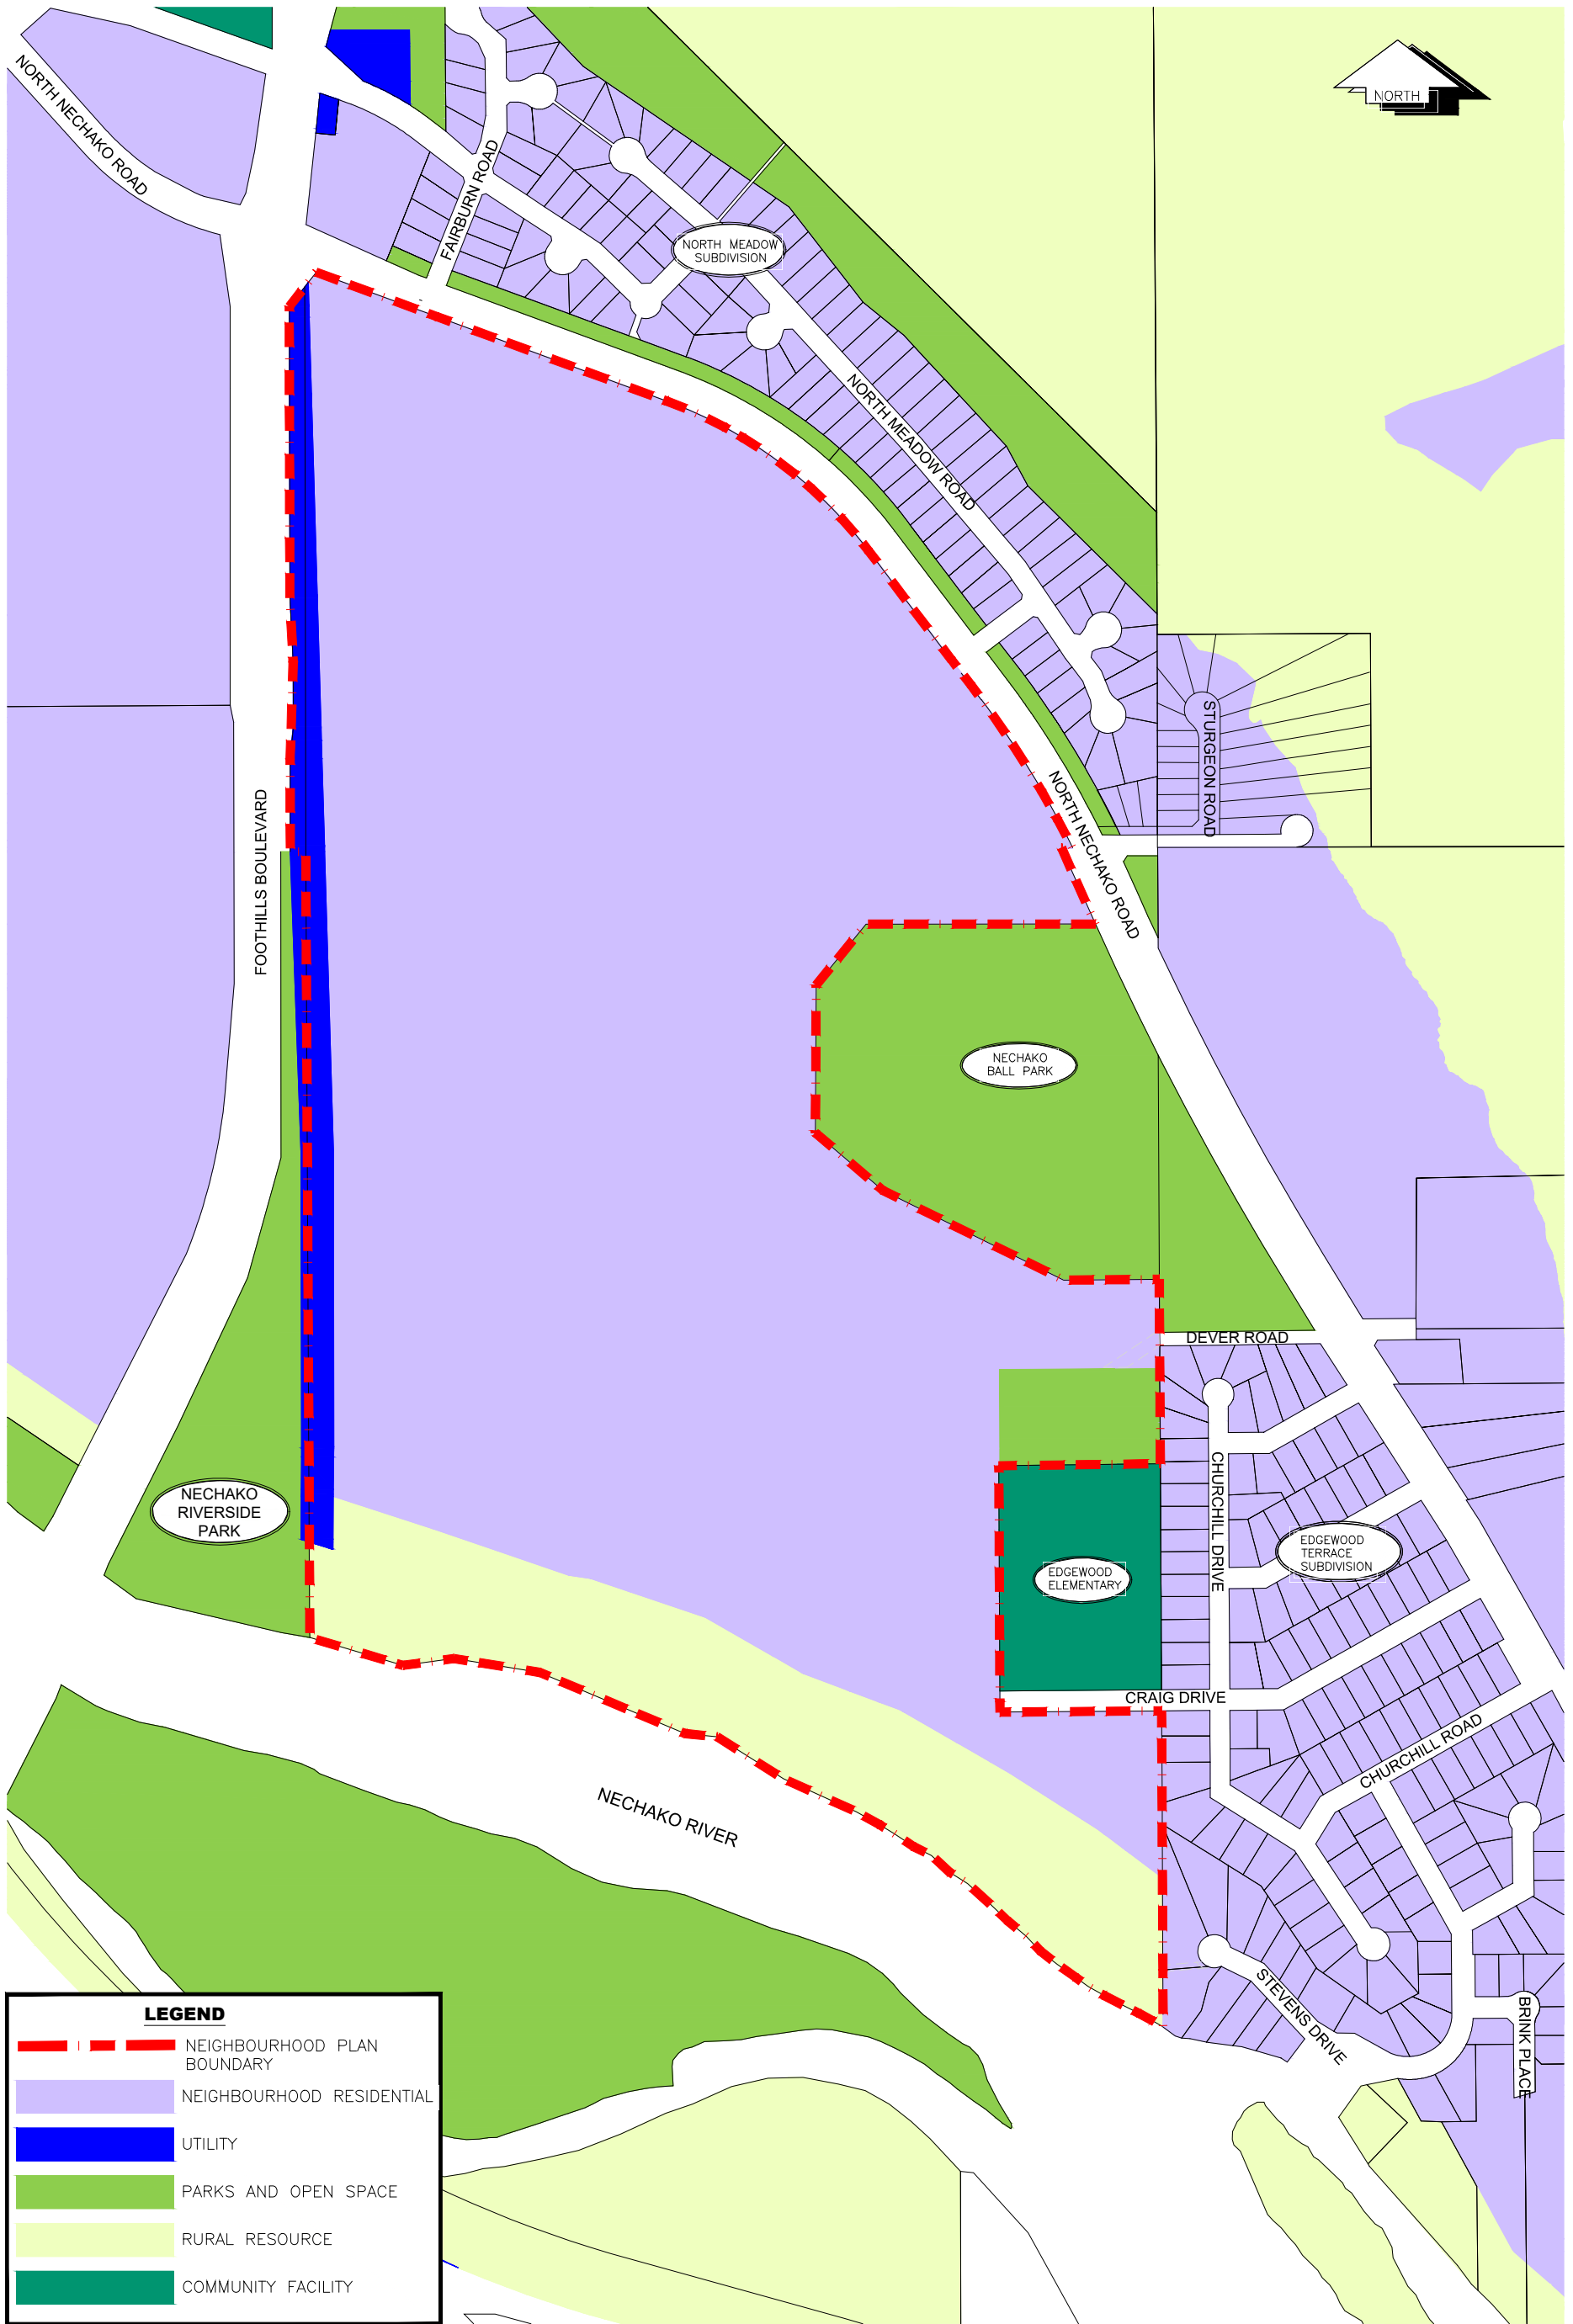 NORTH NECHAKO ROAD
NORTH
FAIRBURN ROAD
NORTH MEADOW
SUBDIVISION
NORTH MEADOW ROAD
STURGEON ROAD
FOOTHILLS BOULEVARD
NORTH NECHAKO ROAD
NECHAKO
BALL PARK
DEVER ROAD
CHURCHILL DRIVE
NECHAKO
RIVERSIDE
PARK
EDGEWOOD
TERRACE
SUBDIVISION
EDGEWOOD
ELEMENTARY
CRAIG DRIVE
CHURCHILL ROAD
NECHAKO RIVER
STEVENS DRIVE
BRINK PLACE
LEGEND
NEIGHBOURHOOD PLAN
BOUNDARY
NEIGHBOURHOOD RESIDENTIAL
UTILITY
PARKS AND OPEN SPACE
RURAL RESOURCE
COMMUNITY FACILITY